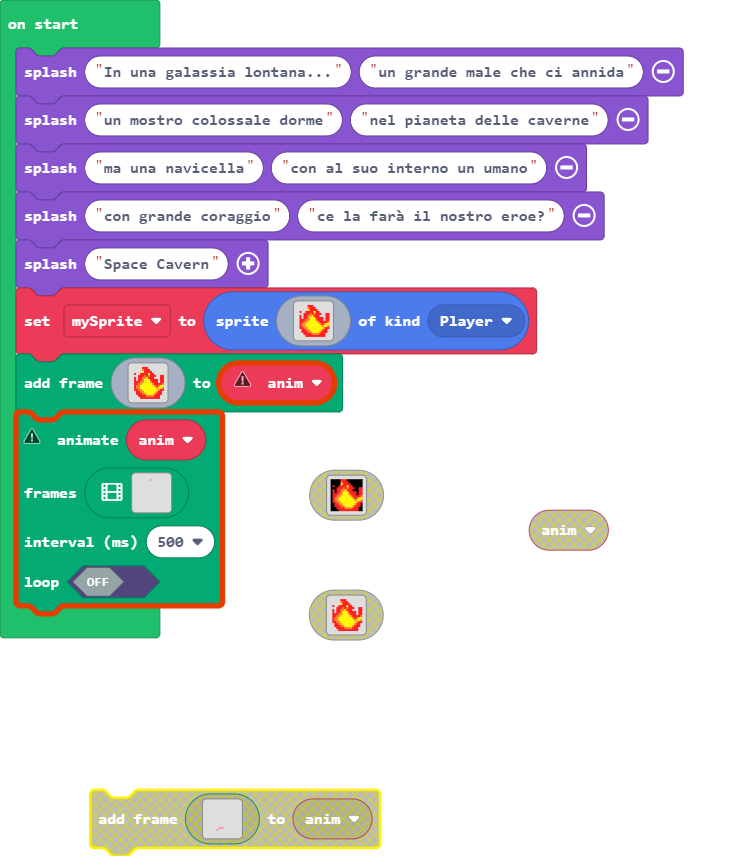 on start
splash "In una galassia lontana..." "un grande male che ci annida"
splash "un mostro colossale dorme" "nel pianeta delle caverne"
splash "ma una navicella" "con al suo interno un umano"
splash "con grande coraggio" "ce la farà il nostro eroe?"
splash "Space Cavern"
set mySprite to sprite of kind Player
add frame to anim
animate anim
frames
interval (ms) 500
loop OFF
anim
add frame to anim